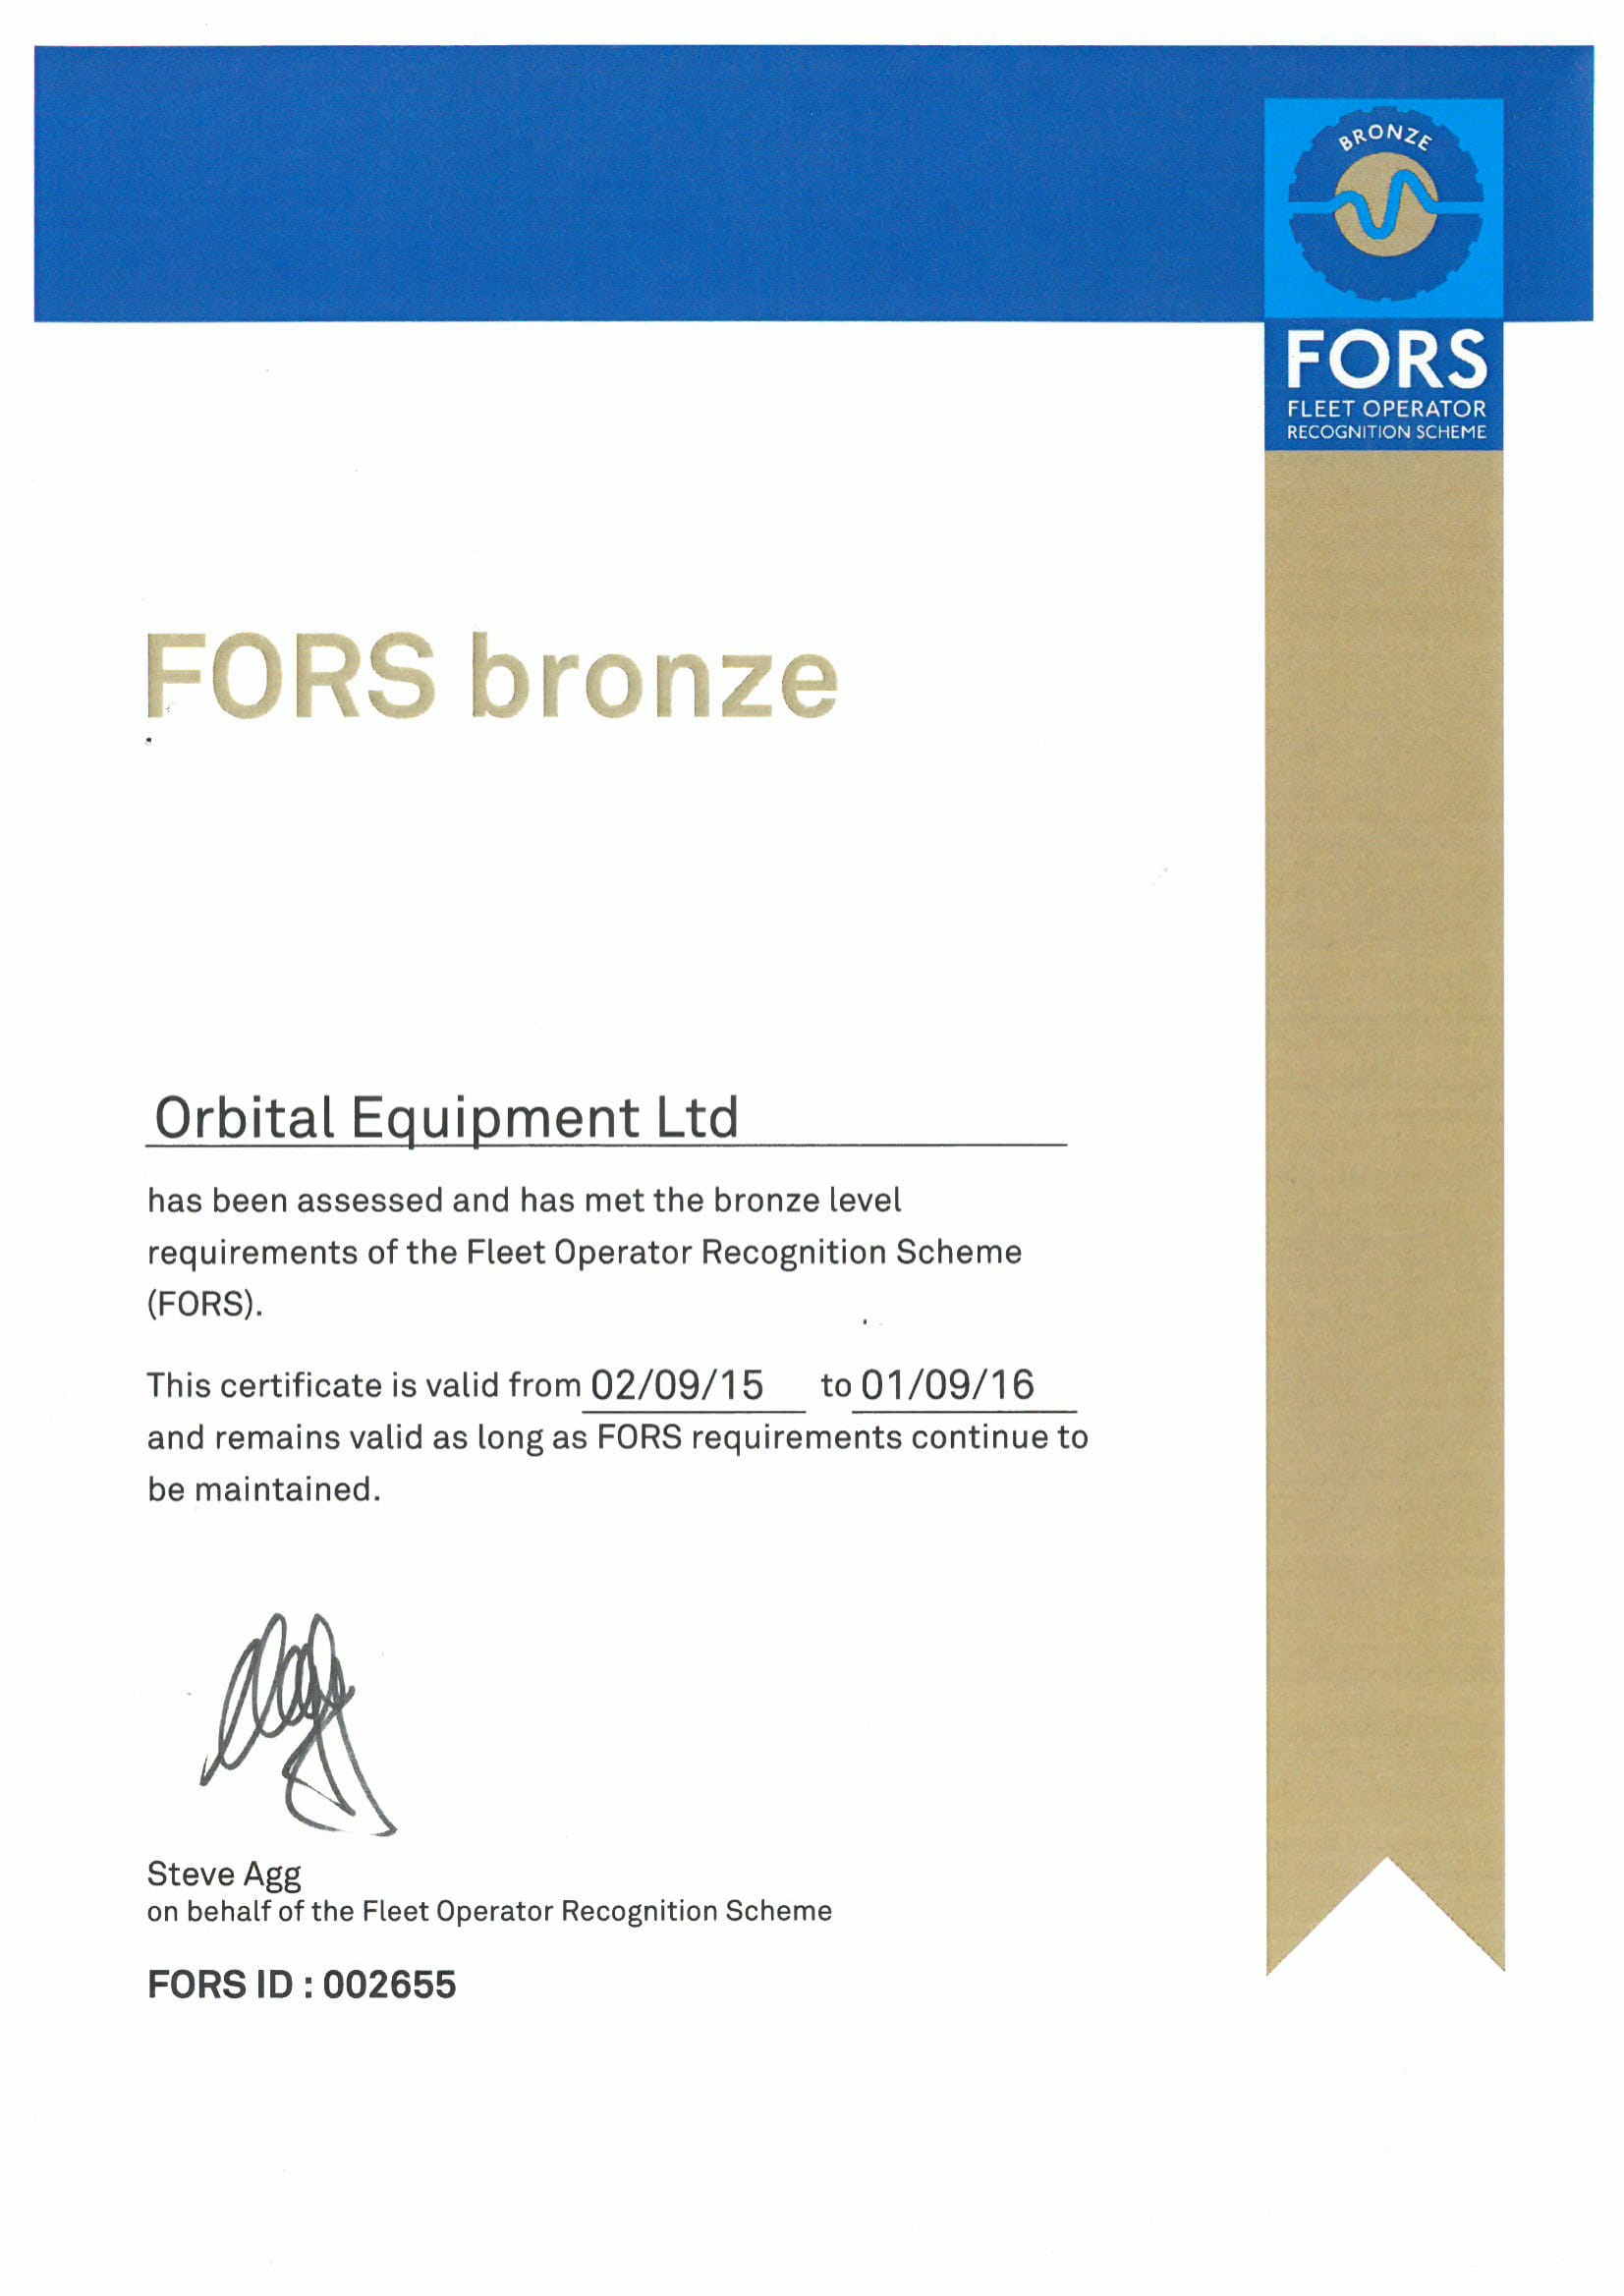 BRONZE
FORS
FLEET OPERATOR
RECOGNITION SCHEME
FORS bronze
Orbital Equipment Ltd
has been assessed and has met the bronze level
requirements of the Fleet Operator Recognition Scheme
(FORS).
This certificate is valid from 02/09/15 to 01/09/16
and remains valid as long as FORS requirements continue to
be maintained.
Steve Agg
on behalf of the Fleet Operator Recognition Scheme
FORS ID : 002655